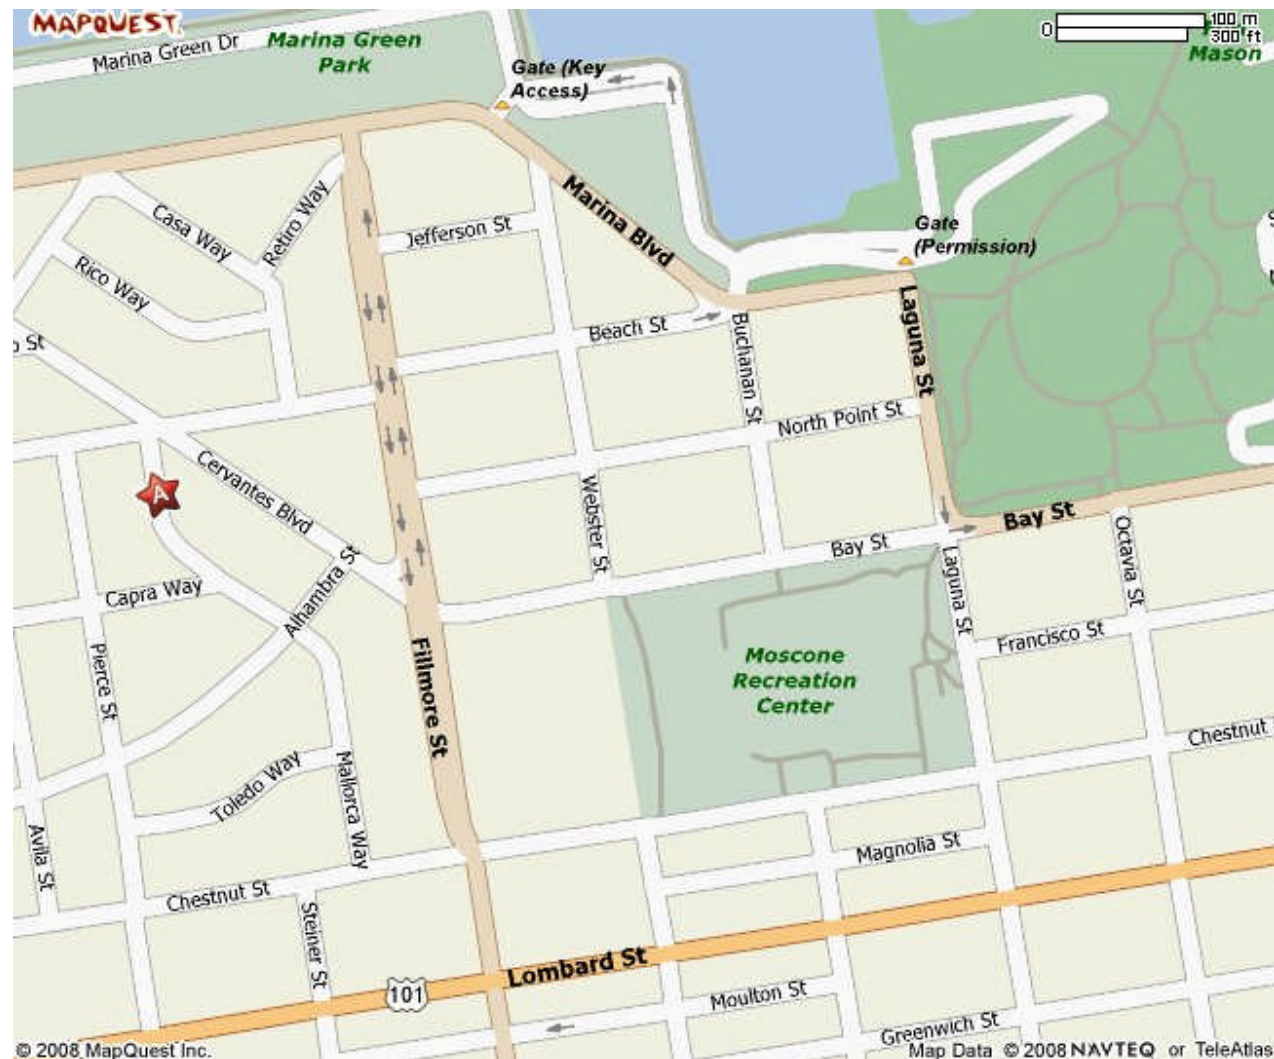 MAPQUEST.
Marina Green Dr
Marina Green
Park
Gate (Key
Access)
0
100 m
300 ft
Mason
Casa Way
Retiro Way
Rico Way
Jefferson St
Marina Blvd
Gate
(Permission)
Beach St
Buchanan St
Laguna St
North Point St
Cervantes Blvd
A
Webster St
Bay St
Bay St
Octavia St
Capra Way
Alhambra St
Laguna St
Francisco St
Pierce St
Fillmore St
Moscone
Recreation
Center
Chestnut
Toledo Way
Mallorca Way
Avila St
Magnolia St
Chestnut St
Steiner St
Lombard St
101
Moulton St
Greenwich St
© 2008 MapQuest Inc.
Map Data © 2008 NAVTEQ or TeleAtlas